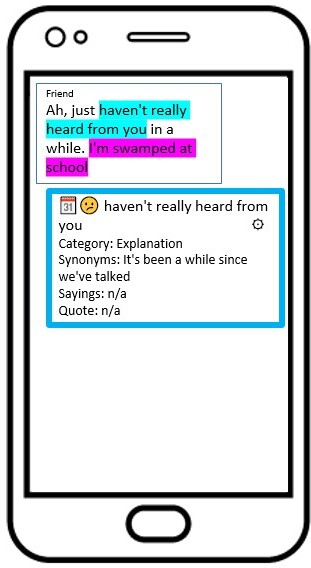 Friend
Ah, just haven't really
heard from you in a
while. I'm swamped at
school
31 😕 haven't really heard from
you
Category: Explanation
Synonyms: It's been a while since
we've talked
Sayings: n/a
Quote: n/a